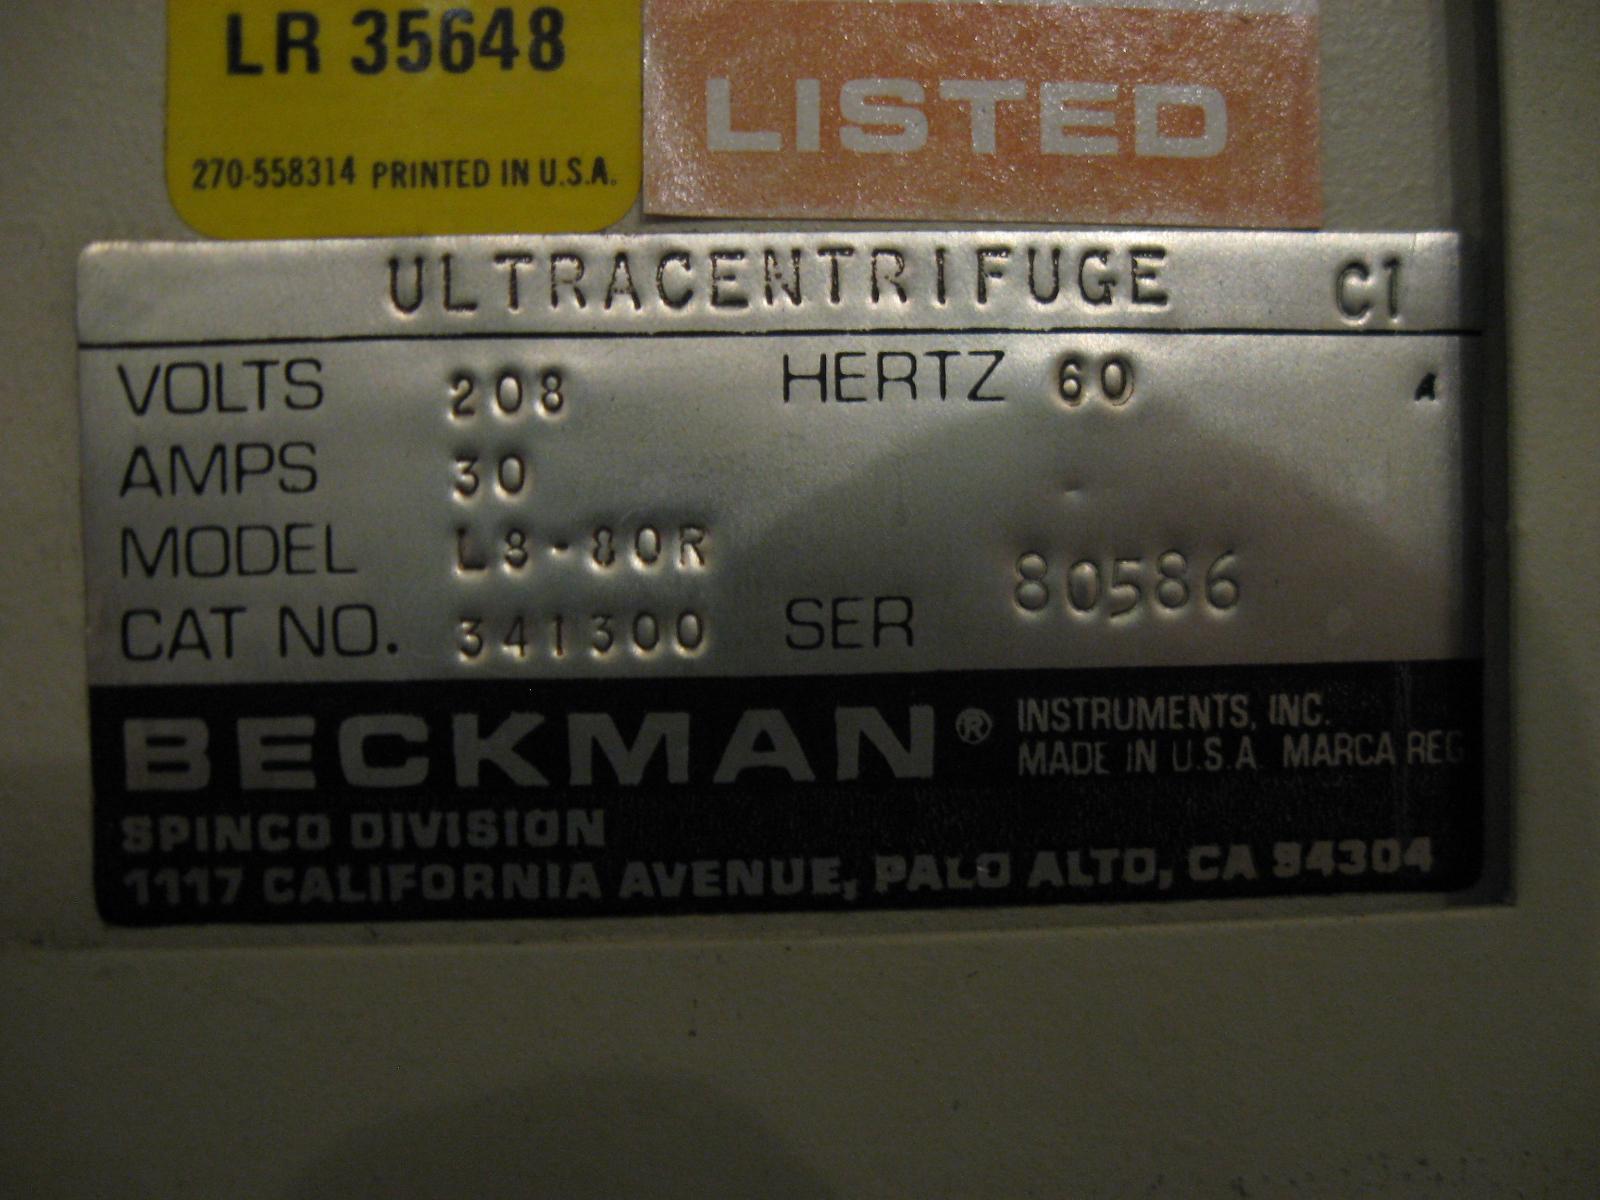 LR 35648
270-558314 PRINTED IN U.S.A.
LISTED
ULTRACENTRIFUGE C1
VOLTS 208 HERTZ 60 A
AMPS 30
MODEL L8-80R
CAT NO. 341300 SER 80586
BECKMAN® INSTRUMENTS, INC.
MADE IN U.S.A. MARCA REG
SPINCO DIVISION
1117 CALIFORNIA AVENUE, PALO ALTO, CA 94304